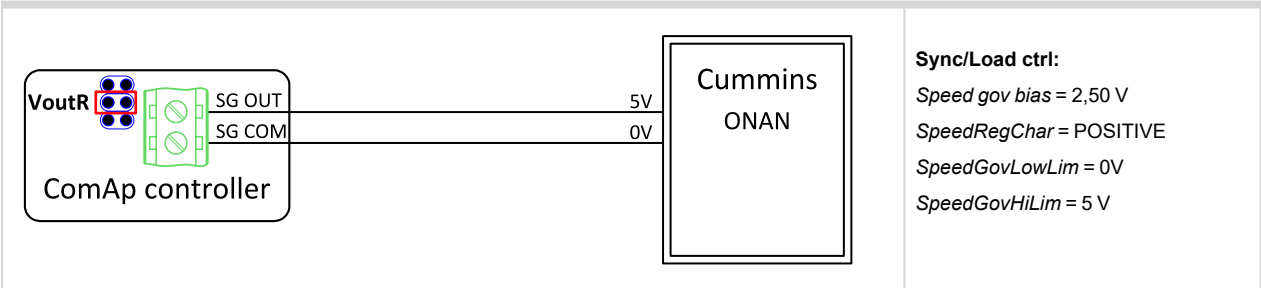 VoutR
SG OUT
SG COM
ComAp controller
5V
0V
Cummins
ONAN
Sync/Load ctrl:
Speed gov bias = 2,50 V
SpeedRegChar = POSITIVE
SpeedGovLowLim = 0V
SpeedGovHiLim = 5 V